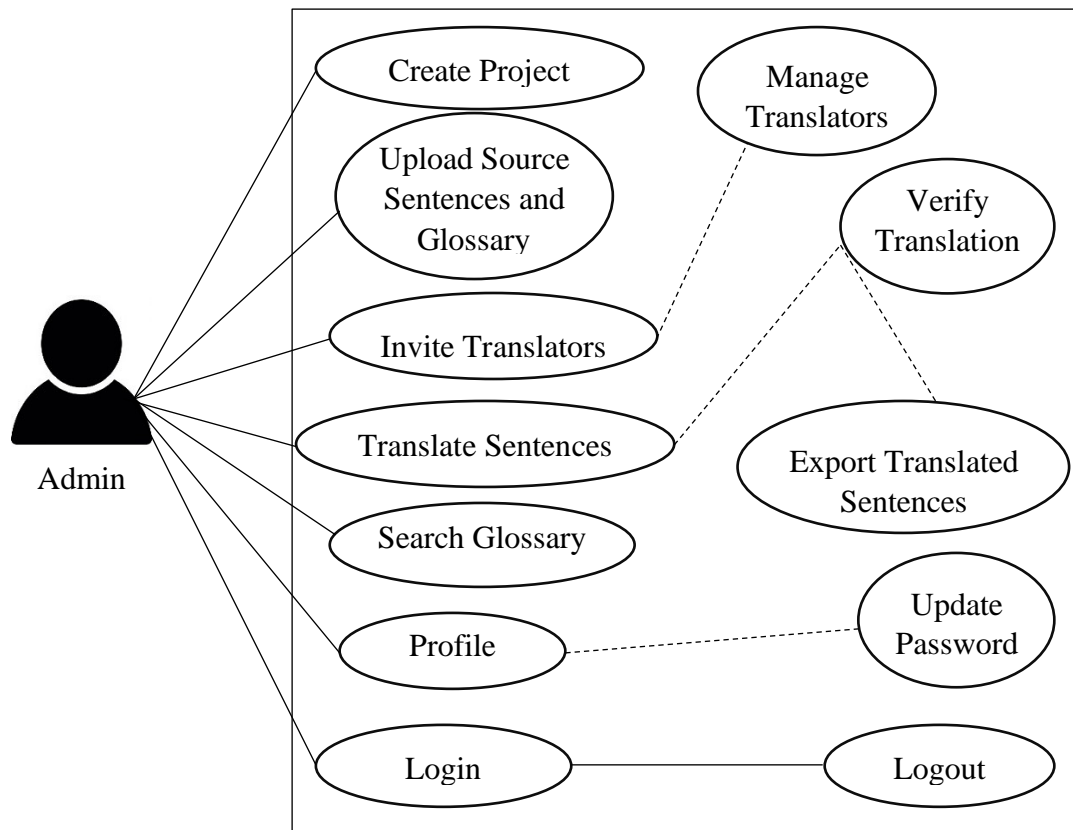 Create Project
Manage
Translators
Upload Source
Sentences and
Glossary
Verify
Translation
Invite Translators
Translate Sentences
Export Translated
Sentences
Admin
Search Glossary
Update
Password
Profile
Login
Logout